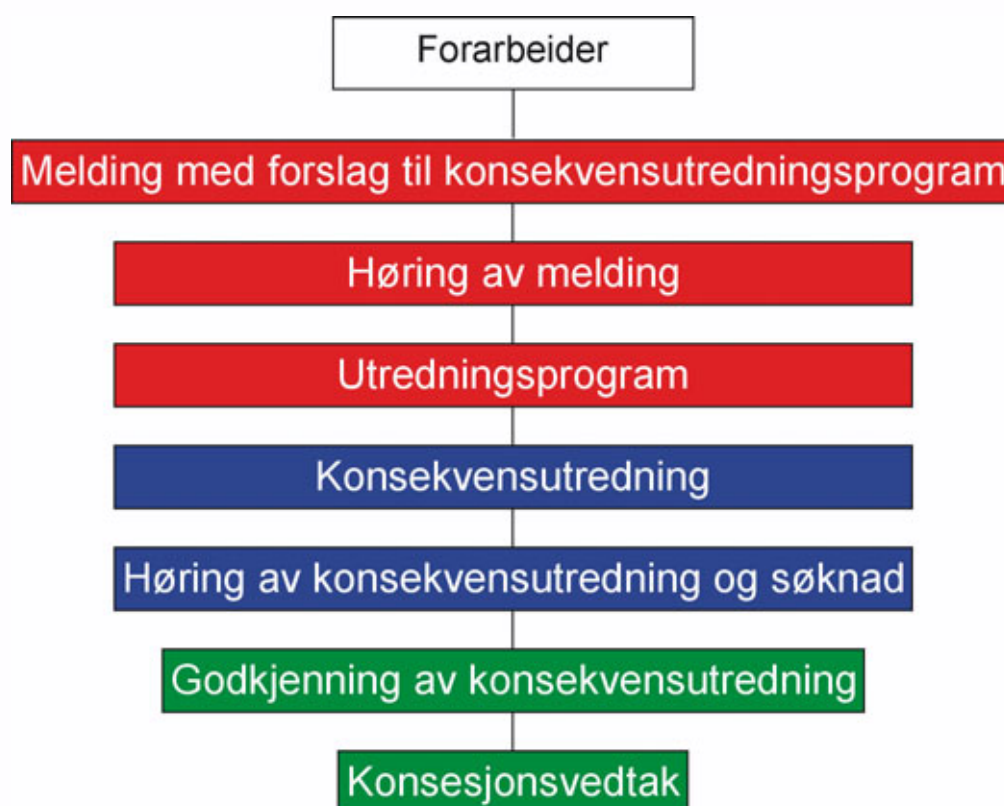 Forarbeider
Melding med forslag til konsekvensutredningsprogram
Høring av melding
Utredningsprogram
Konsekvensutredning
Høring av konsekvensutredning og søknad
Godkjenning av konsekvensutredning
Konsesjonsvedtak